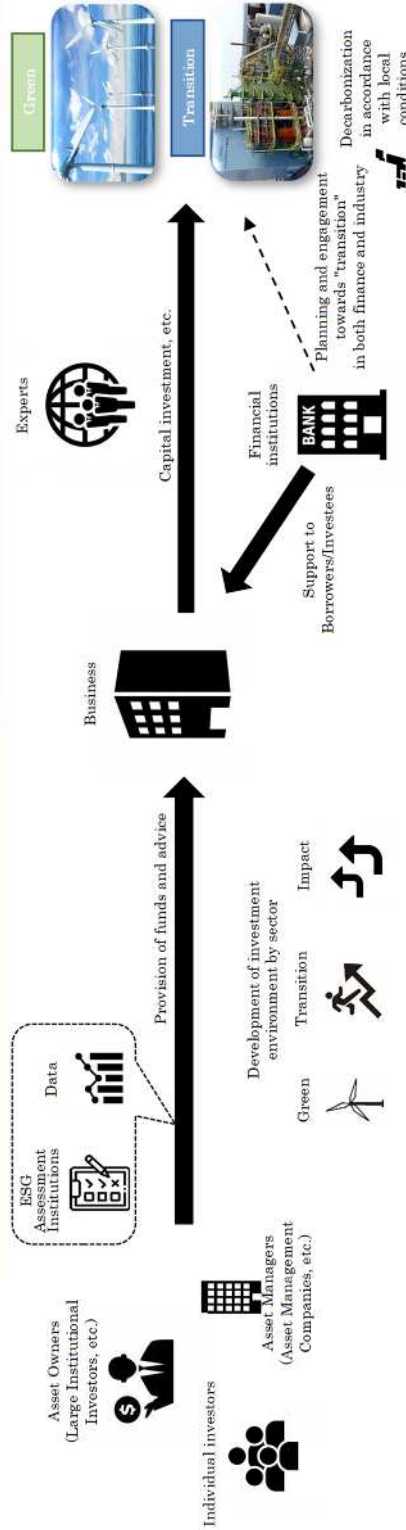 Asset Owners
(Large Institutional
Investors, etc.)
Individual investors
Asset Managers
(Asset Management
Companies, etc.)
ESG
Assessment
Institutions
Data
Provision of funds and advice
Development of investment
environment by sector
Green
Transition
Impact
Business
Experts
Capital investment, etc.
Support to
Borrowers/Investees
Financial
institutions
BANK
Planning and engagement
towards "transition"
in both finance and industry
Green
Transition
Decarbonization
in accordance
with local
conditions